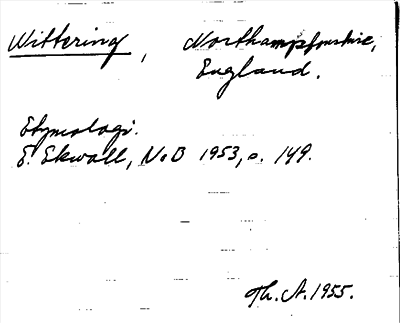 Wittering, Northamptonshire,
England.
Etymologi.
E. Ekwall, NoB 1953, s. 149.
Th. A. 1955.